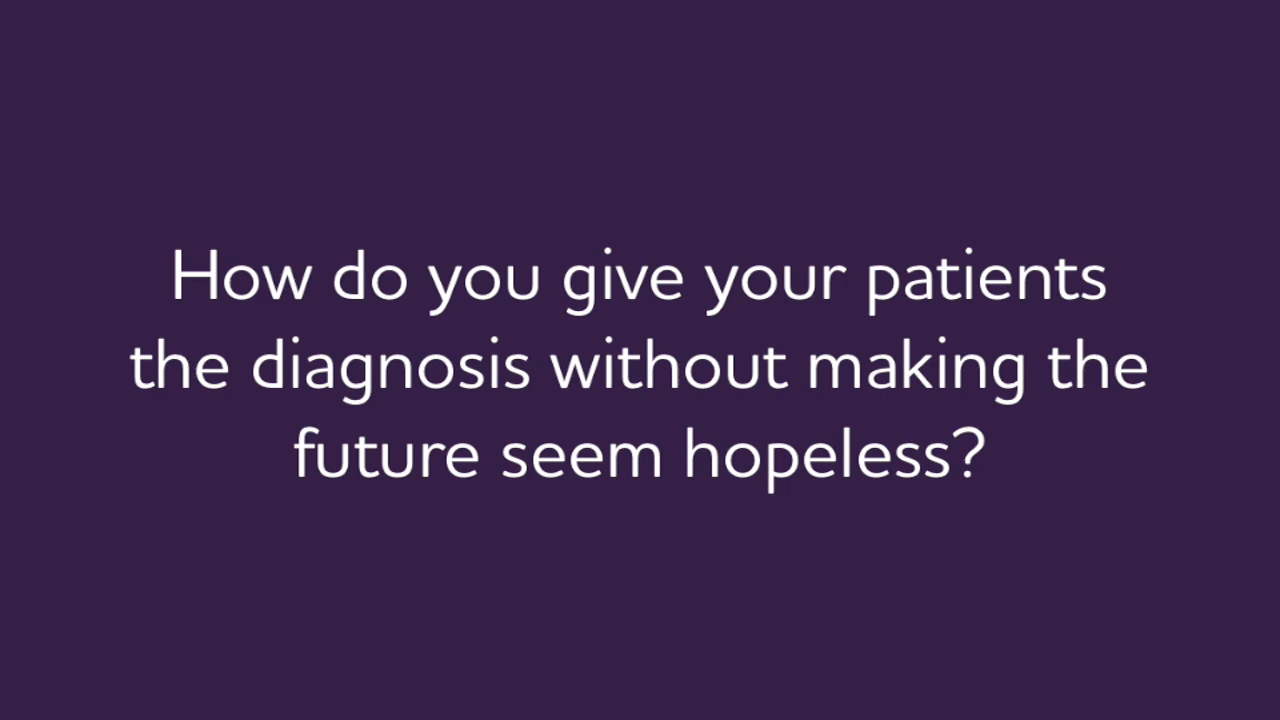 How do you give your patients
the diagnosis without making the
future seem hopeless?